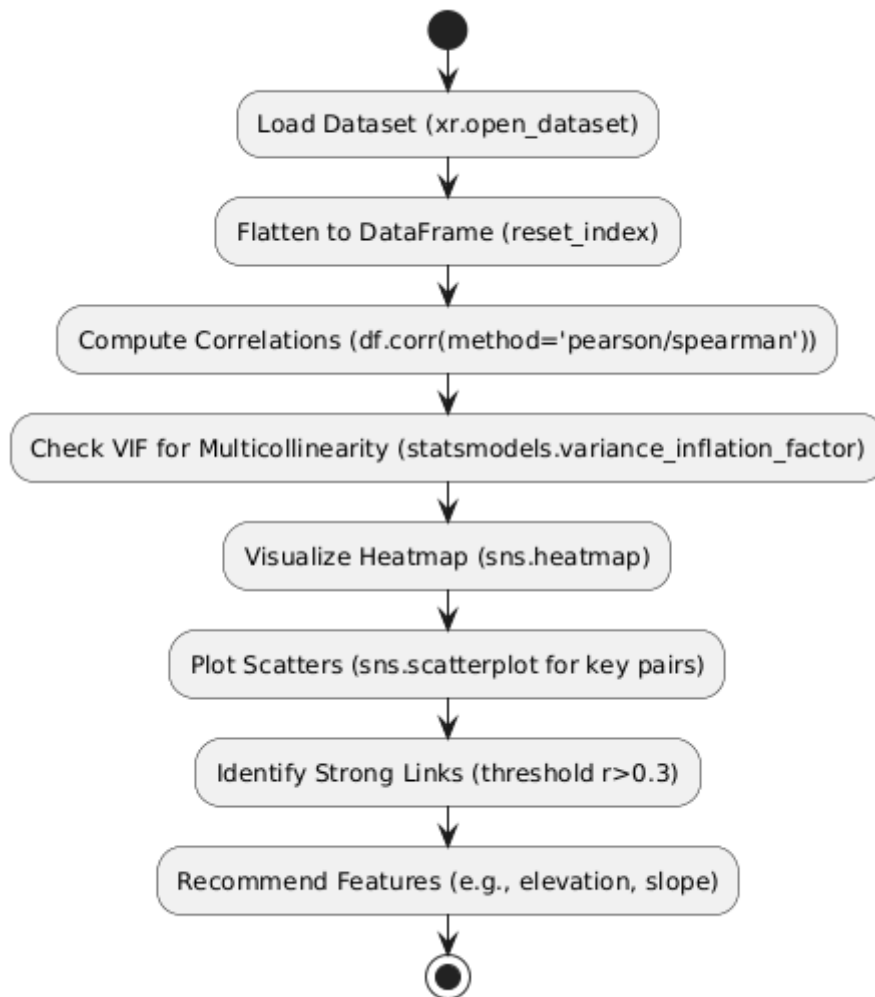 Load Dataset (xr.open_dataset)
Flatten to DataFrame (reset_index)
Compute Correlations (df.corr(method='pearson/spearman'))
Check VIF for Multicollinearity (statsmodels.variance_inflation_factor)
Visualize Heatmap (sns.heatmap)
Plot Scatters (sns.scatterplot for key pairs)
Identify Strong Links (threshold r>0.3)
Recommend Features (e.g., elevation, slope)